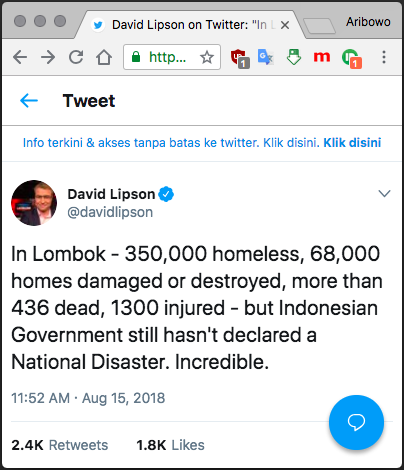 David Lipson on Twitter: "In L
Aribowo
http...
1
1
Tweet
Info terkini & akses tanpa batas ke twitter. Klik disini. Klik disini
David Lipson
@davidlipson
In Lombok - 350,000 homeless, 68,000
homes damaged or destroyed, more than
436 dead, 1300 injured - but Indonesian
Government still hasn't declared a
National Disaster. Incredible.
11:52 AM · Aug 15, 2018
2.4K Retweets 1.8K Likes